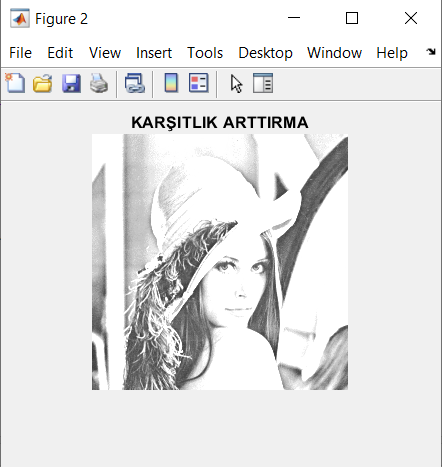 Figure 2
File Edit View Insert Tools Desktop Window Help
KARŞITLIK ARTTIRMA